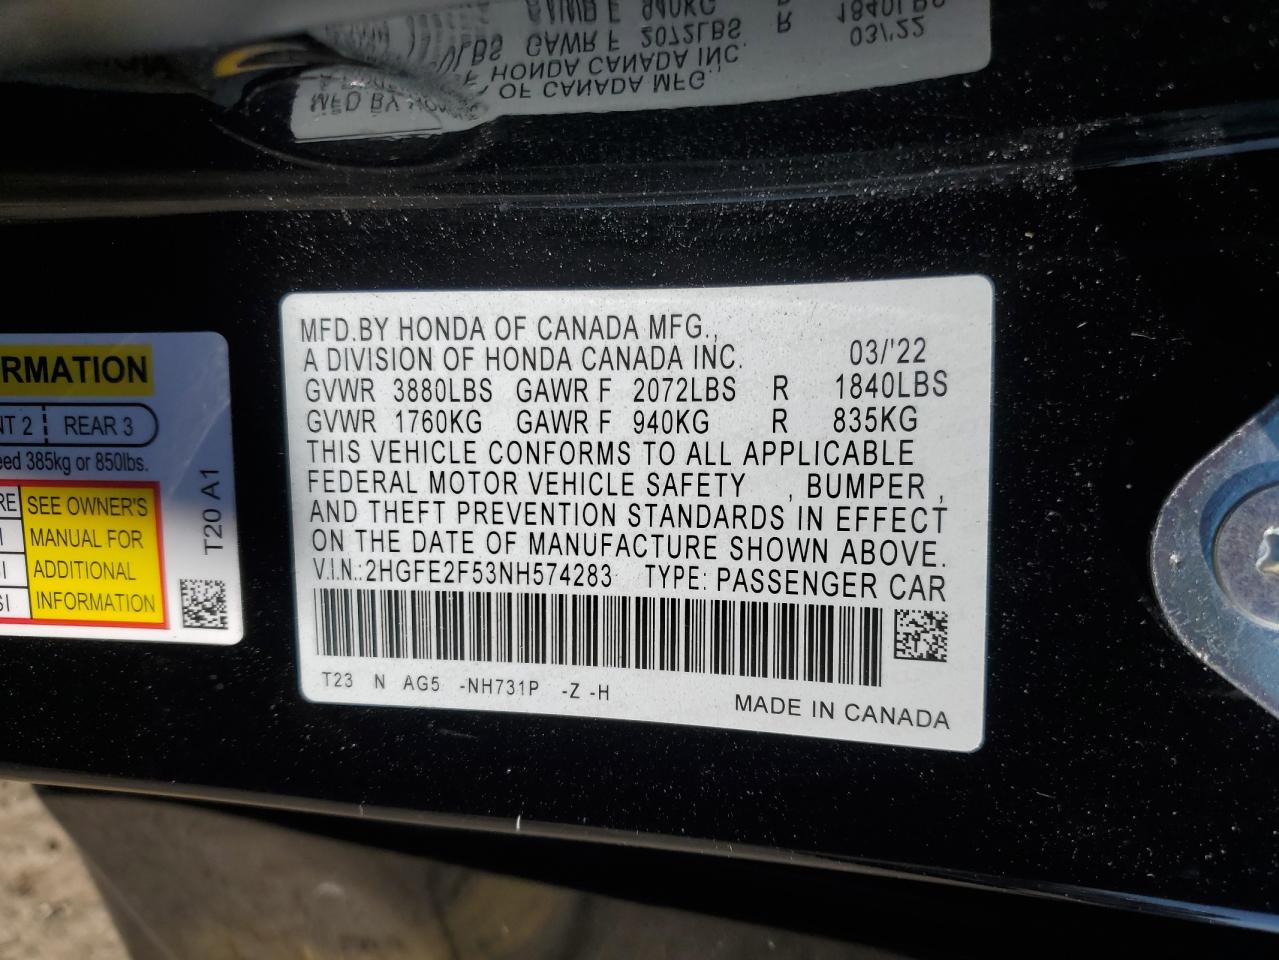 MFD.BY HONDA OF CANADA MFG.,
A DIVISION OF HONDA CANADA INC. 03/'22
GVWR 3880LBS GAWR F 2072LBS R 1840LBS
GVWR 1760KG GAWR F 940KG R 835KG
THIS VEHICLE CONFORMS TO ALL APPLICABLE
FEDERAL MOTOR VEHICLE SAFETY , BUMPER ,
AND THEFT PREVENTION STANDARDS IN EFFECT
ON THE DATE OF MANUFACTURE SHOWN ABOVE.
V.I.N.:2HGFE2F53NH574283 TYPE: PASSENGER CAR
T23 N AG5 -NH731P -Z -H
MADE IN CANADA
REAR 3
385kg or 850lbs.
SEE OWNER'S
MANUAL FOR
ADDITIONAL
INFORMATION
T20 A1